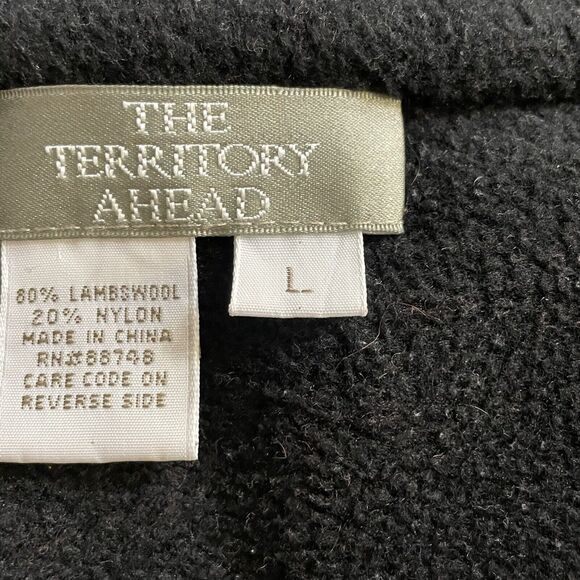 THE
TERRITORY
AHEAD
L
80% LAMBSWOOL
20% NYLON
MADE IN CHINA
RN#88748
CARE CODE ON
REVERSE SIDE